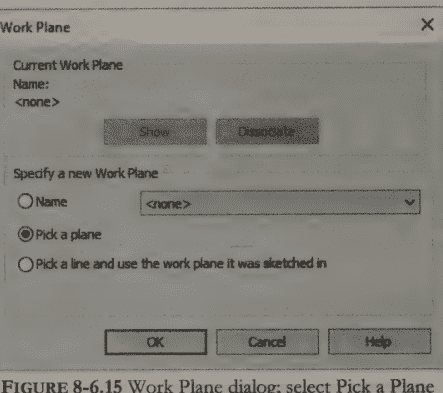 Work Plane
Current Work Plane
Name:
<none>
Show Dissociate
Specify a new Work Plane
Name <none>
Pick a plane
Pick a line and use the work plane it was sketched in
OK Cancel Help
FIGURE 8-6.15 Work Plane dialog; select Pick a Plane